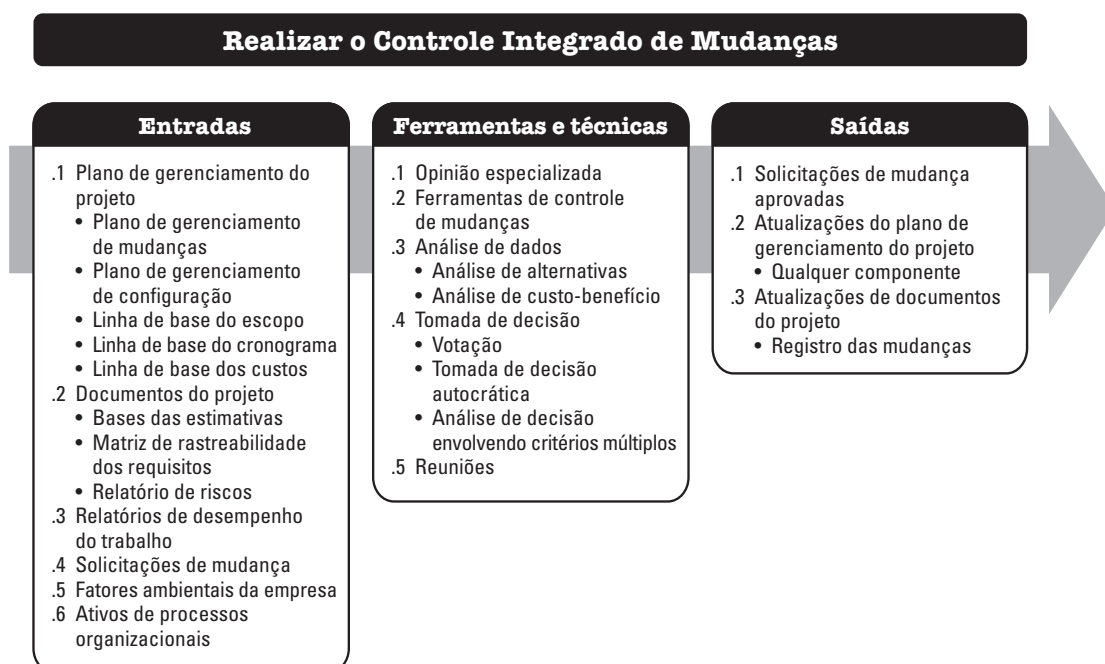 Realizar o Controle Integrado de Mudanças
Entradas
.1 Plano de gerenciamento do
projeto
• Plano de gerenciamento
de mudanças
• Plano de gerenciamento
de configuração
• Linha de base do escopo
• Linha de base do cronograma
• Linha de base dos custos
.2 Documentos do projeto
• Bases das estimativas
• Matriz de rastreabilidade
dos requisitos
• Relatório de riscos
.3 Relatórios de desempenho
do trabalho
.4 Solicitações de mudança
.5 Fatores ambientais da empresa
.6 Ativos de processos
organizacionais
Ferramentas e técnicas
.1 Opinião especializada
.2 Ferramentas de controle
de mudanças
.3 Análise de dados
• Análise de alternativas
• Análise de custo-benefício
.4 Tomada de decisão
• Votação
• Tomada de decisão
autocrática
• Análise de decisão
envolvendo critérios múltiplos
.5 Reuniões
Saídas
.1 Solicitações de mudança
aprovadas
.2 Atualizações do plano de
gerenciamento do projeto
• Qualquer componente
.3 Atualizações de documentos
do projeto
• Registro das mudanças